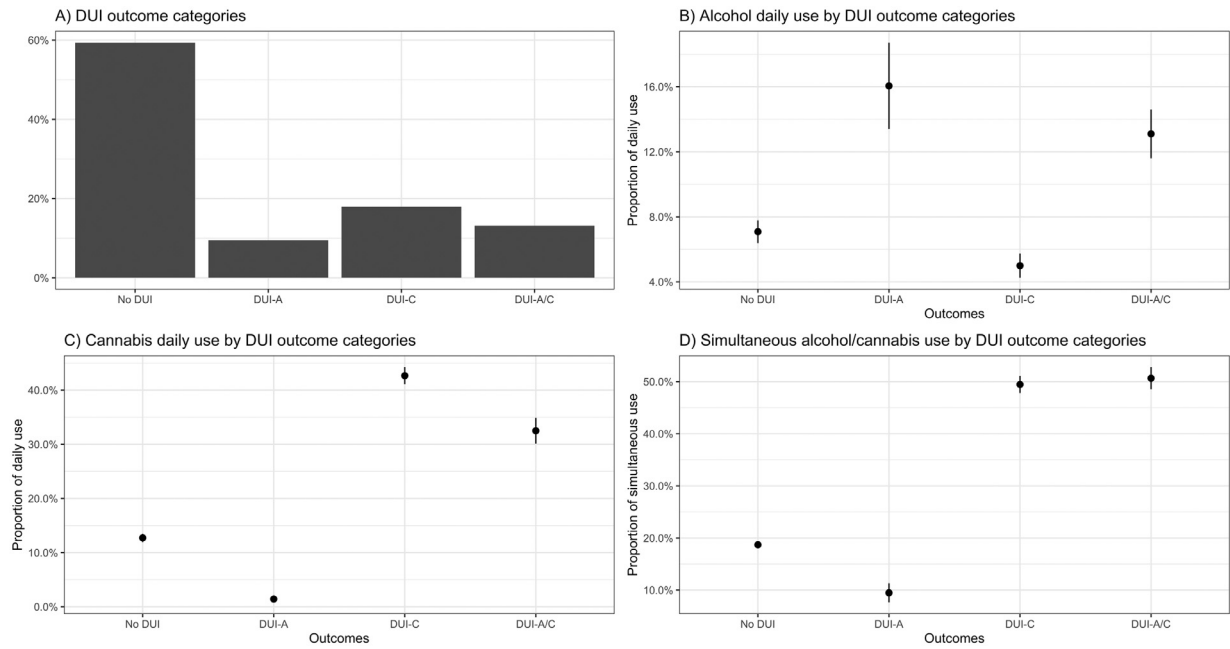 A) DUI outcome categories
60%
40%
20%
0%
No DUI DUI-A DUI-C DUI-A/C
B) Alcohol daily use by DUI outcome categories
Proportion of daily use
16.0%
12.0%
8.0%
4.0%
No DUI DUI-A DUI-C DUI-A/C
Outcomes
C) Cannabis daily use by DUI outcome categories
Proportion of daily use
40.0%
30.0%
20.0%
10.0%
0.0%
No DUI DUI-A DUI-C DUI-A/C
Outcomes
D) Simultaneous alcohol/cannabis use by DUI outcome categories
Proportion of simultaneous use
50.0%
40.0%
30.0%
20.0%
10.0%
No DUI DUI-A DUI-C DUI-A/C
Outcomes